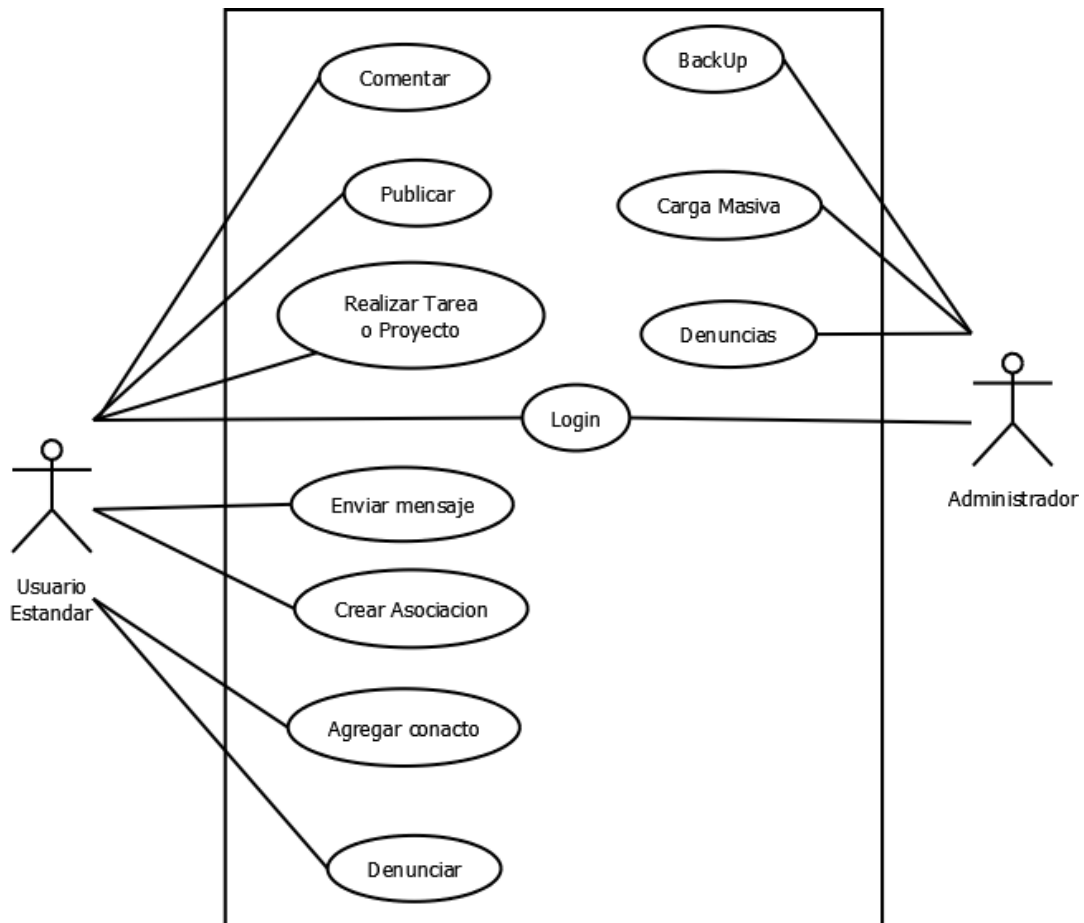 Comentar
BackUp
Publicar
Carga Masiva
Realizar Tarea
o Proyecto
Denuncias
Login
Enviar mensaje
Administrador
Usuario
Estandar
Crear Asociacion
Agregar conacto
Denunciar